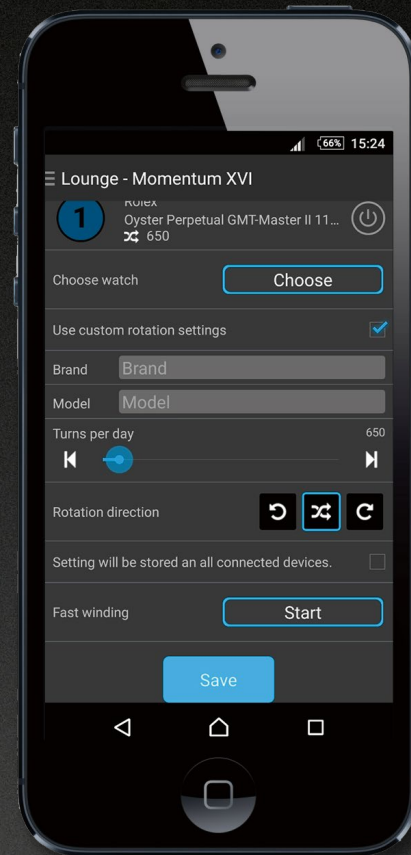 66% 15:24
Lounge - Momentum XVI
1
Rolex
Oyster Perpetual GMT-Master II 11...
650
Choose watch Choose
Use custom rotation settings
Brand Brand
Model Model
Turns per day 650
Rotation direction
Setting will be stored an all connected devices.
Fast winding Start
Save